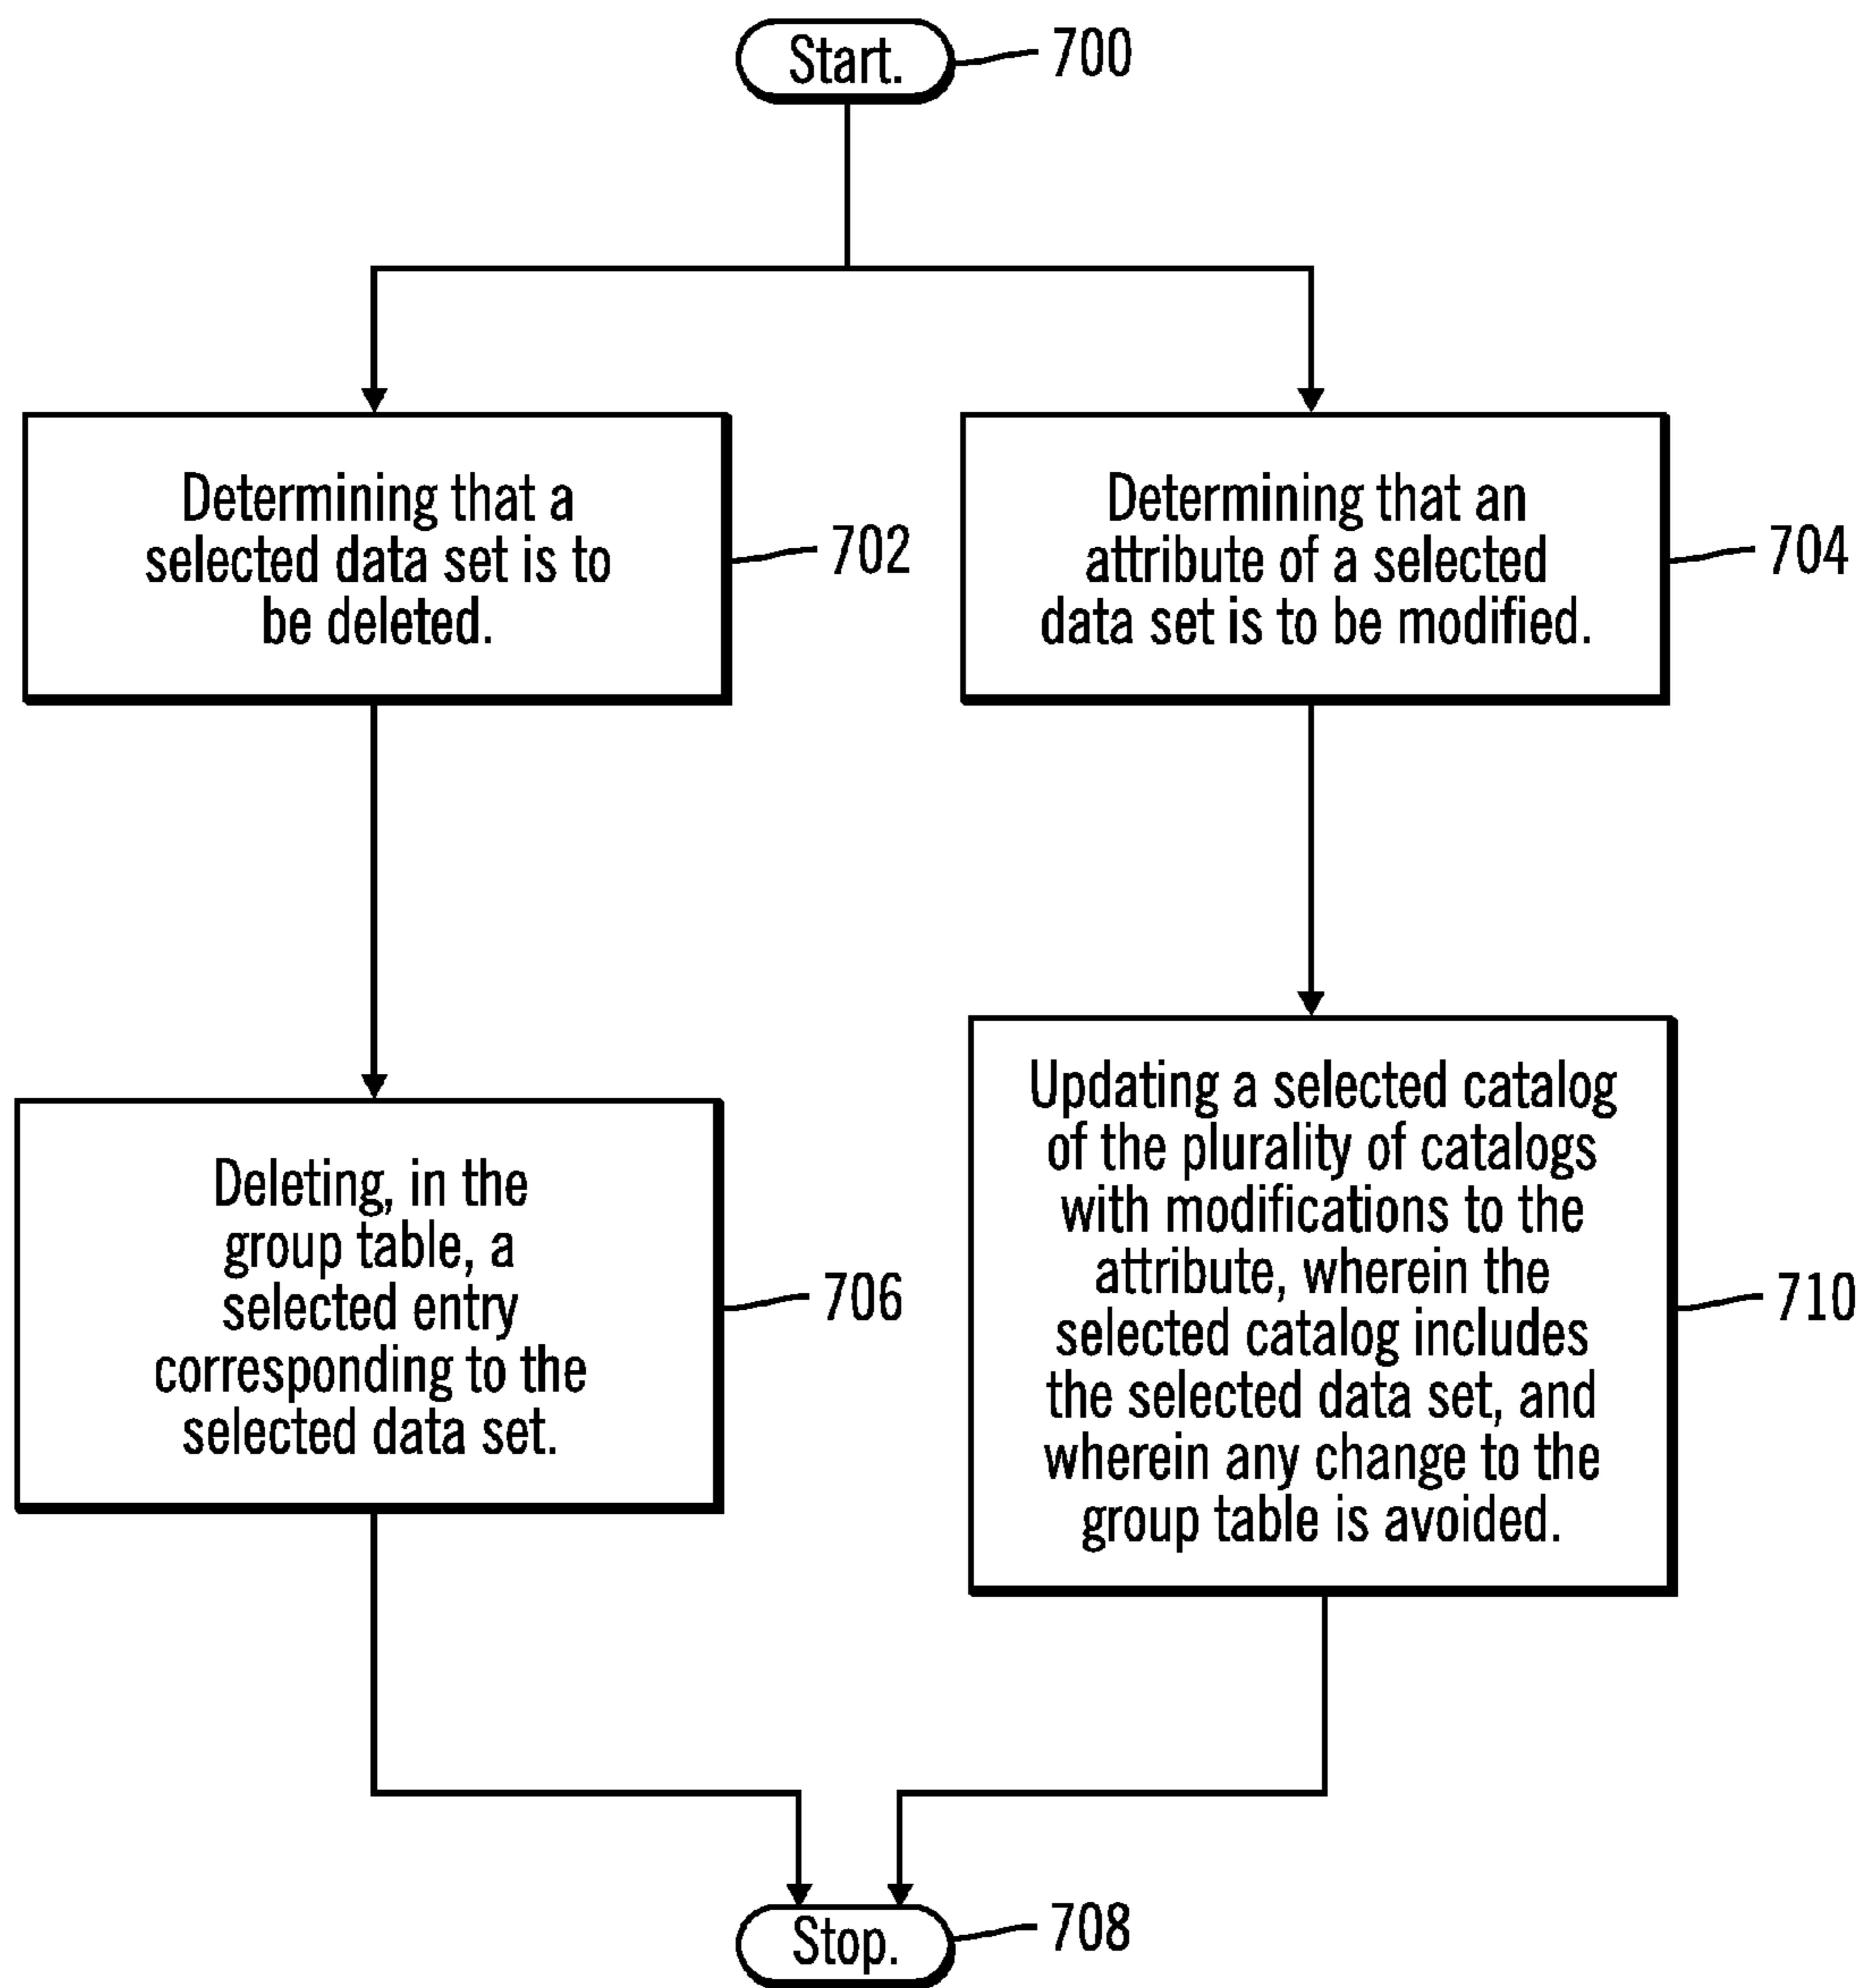 Start.
700
Determining that a
selected data set is to
be deleted.
702
Determining that an
attribute of a selected
data set is to be modified.
704
Deleting, in the
group table, a
selected entry
corresponding to the
selected data set.
706
Updating a selected catalog
of the plurality of catalogs
with modifications to the
attribute, wherein the
selected catalog includes
the selected data set, and
wherein any change to the
group table is avoided.
710
Stop.
708